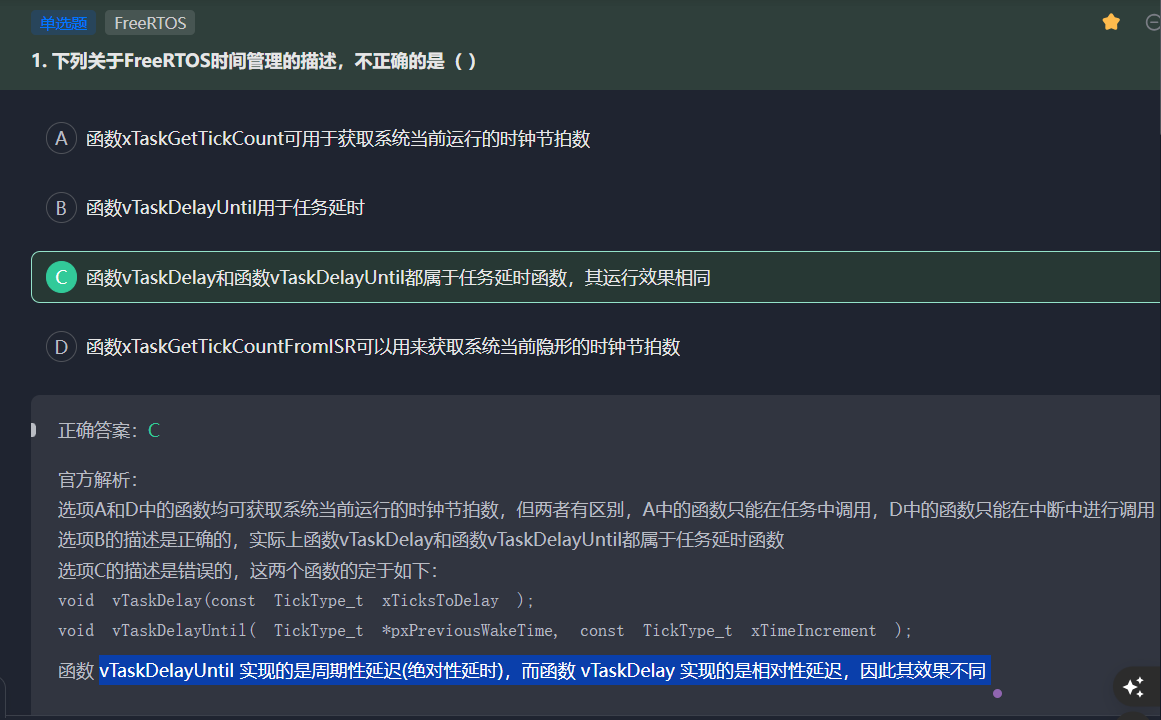 单选题 FreeRTOS
1. 下列关于FreeRTOS时间管理的描述，不正确的是（ ）
A 函数xTaskGetTickCount可用于获取系统当前运行的时钟节拍数
B 函数vTaskDelayUntil用于任务延时
C 函数vTaskDelay和函数vTaskDelayUntil都属于任务延时函数，其运行效果相同
D 函数xTaskGetTickCountFromISR可以用来获取系统当前隐形的时钟节拍数
正确答案：C
官方解析：
选项A和D中的函数均可获取系统当前运行的时钟节拍数，但两者有区别，A中的函数只能在任务中调用，D中的函数只能在中断中进行调用
选项B的描述是正确的，实际上函数vTaskDelay和函数vTaskDelayUntil都属于任务延时函数
选项C的描述是错误的，这两个函数的定于如下：
void vTaskDelay(const TickType_t xTicksToDelay );
void vTaskDelayUntil( TickType_t *pxPreviousWakeTime, const TickType_t xTimeIncrement );
函数 vTaskDelayUntil 实现的是周期性延迟(绝对性延时)，而函数 vTaskDelay 实现的是相对性延迟，因此其效果不同